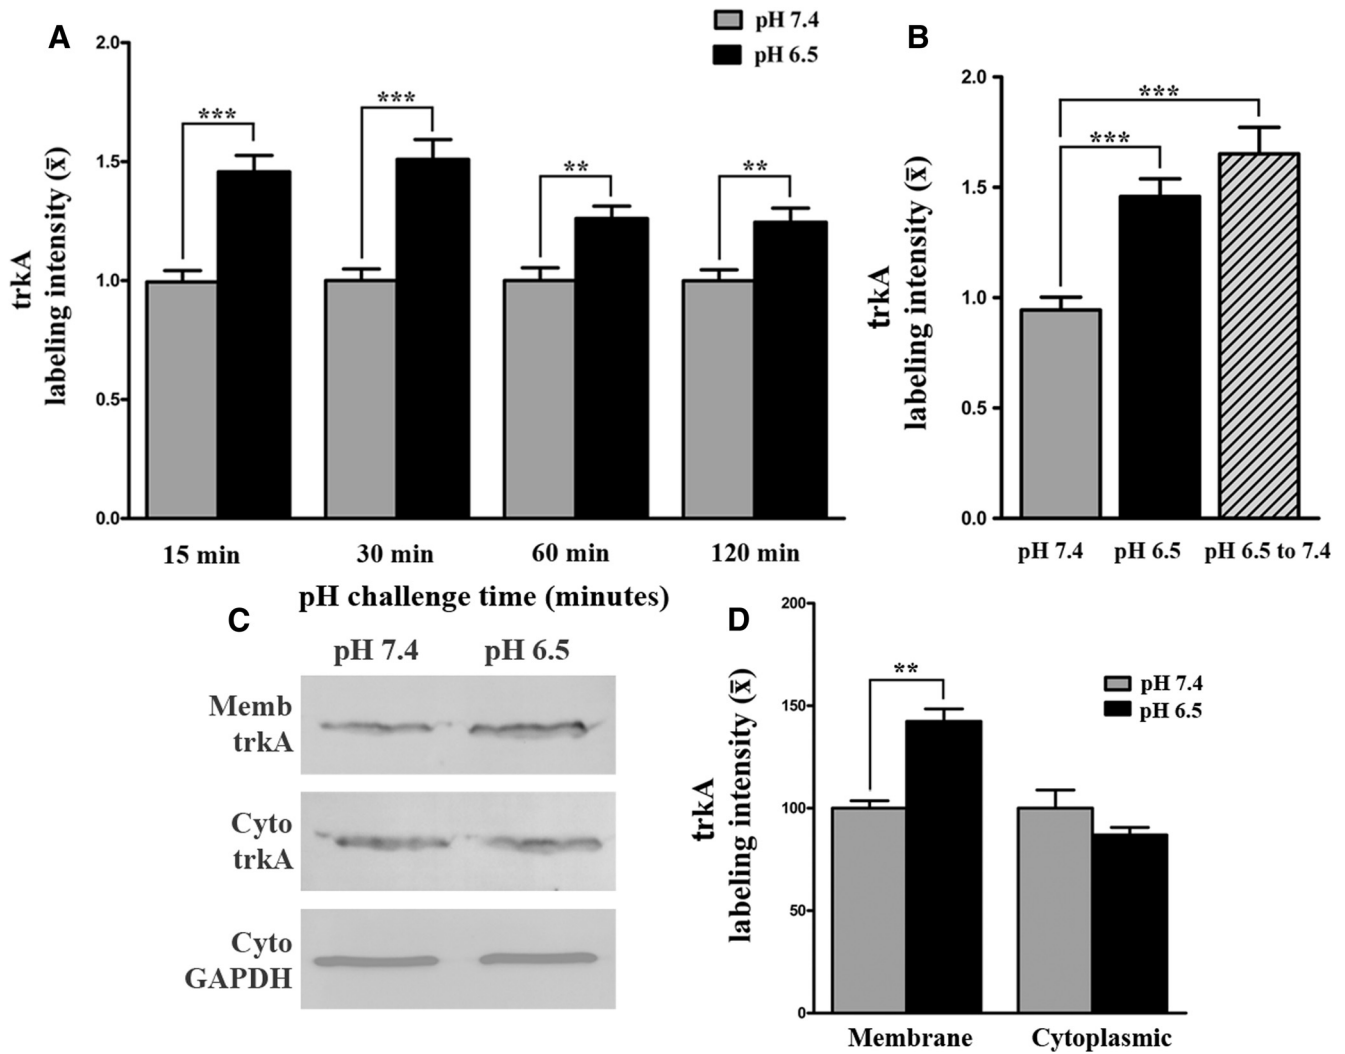 A
pH 7.4
pH 6.5
2.0
1.5
1.0
0.5
0.0
trkA
labeling intensity (x̅)
***
***
**
**
15 min 30 min 60 min 120 min
pH challenge time (minutes)
B
2.0
1.5
1.0
0.5
0.0
trkA
labeling intensity (x̅)
***
***
pH 7.4 pH 6.5 pH 6.5 to 7.4
C
pH 7.4 pH 6.5
Memb
trkA
Cyto
trkA
Cyto
GAPDH
D
200
150
100
50
0
trkA
labeling intensity (x̅)
**
pH 7.4
pH 6.5
Membrane Cytoplasmic